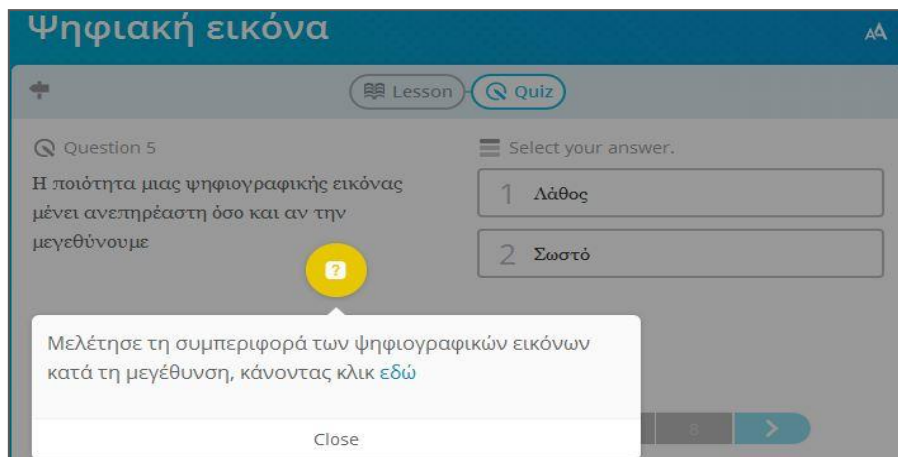 Ψηφιακή εικόνα
AA
Lesson
Quiz
Question 5
Η ποιότητα μιας ψηφιογραφικής εικόνας
μένει ανεπηρέαστη όσο και αν την
μεγεθύνουμε
Select your answer.
1 Λάθος
2 Σωστό
?
Μελέτησε τη συμπεριφορά των ψηφιογραφικών εικόνων
κατά τη μεγέθυνση, κάνοντας κλικ εδώ
Close
8